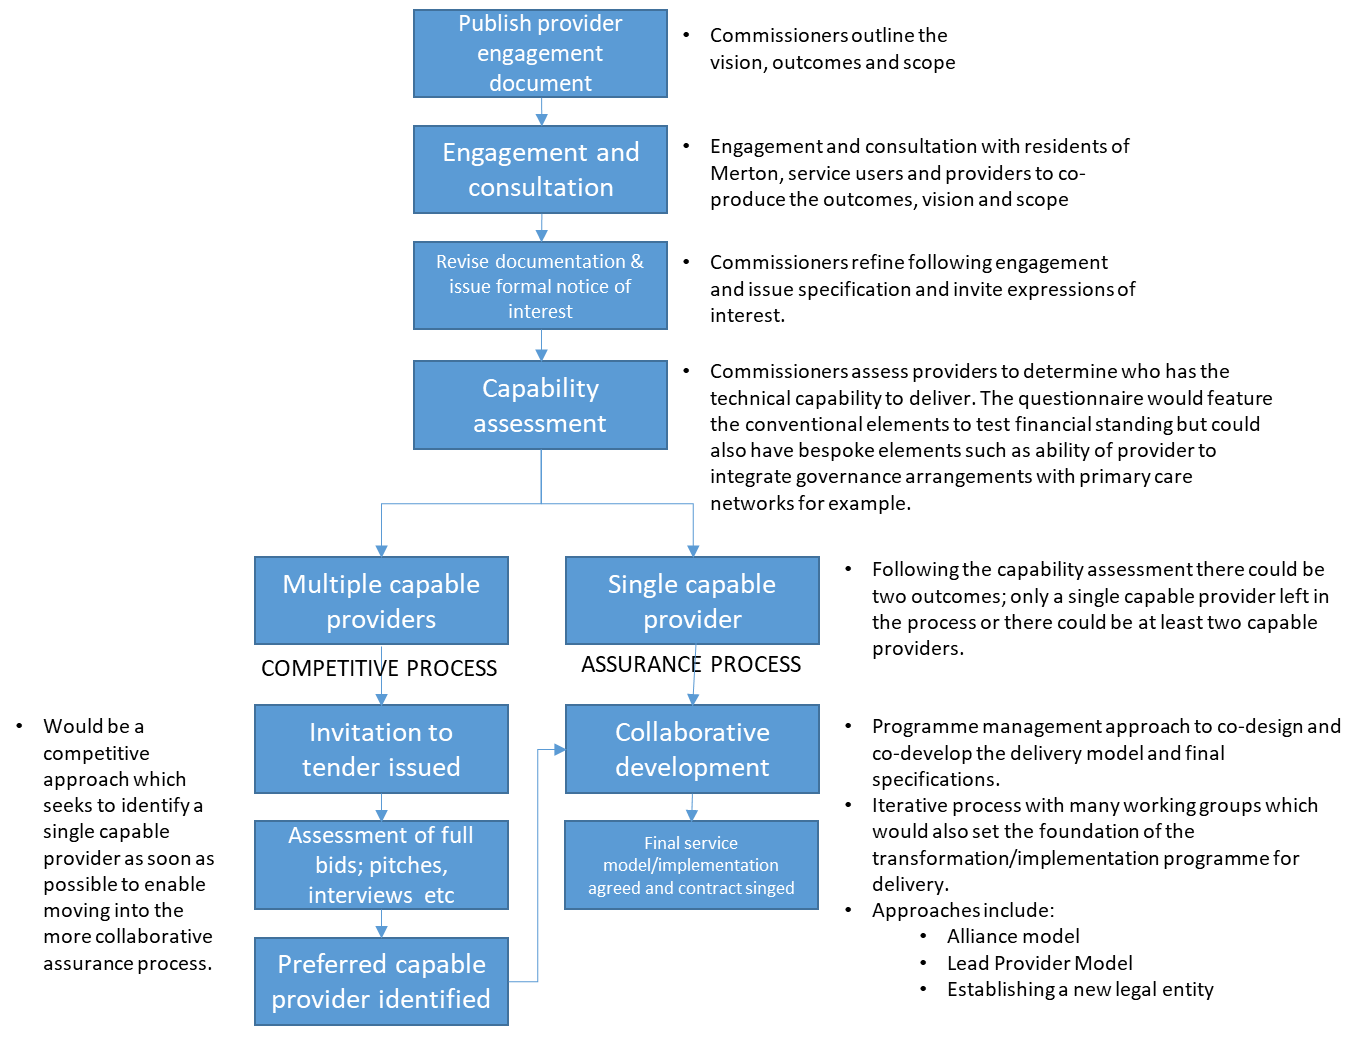 Publish provider
engagement
document
• Commissioners outline the
vision, outcomes and scope
Engagement and
consultation
• Engagement and consultation with residents of
Merton, service users and providers to co-
produce the outcomes, vision and scope
Revise documentation &
issue formal notice of
interest
• Commissioners refine following engagement
and issue specification and invite expressions of
interest.
Capability
assessment
• Commissioners assess providers to determine who has the
technical capability to deliver. The questionnaire would feature
the conventional elements to test financial standing but could
also have bespoke elements such as ability of provider to
integrate governance arrangements with primary care
networks for example.
Multiple capable
providers
Single capable
provider
• Following the capability assessment there could be
two outcomes; only a single capable provider left in
the process or there could be at least two capable
providers.
COMPETITIVE PROCESS
ASSURANCE PROCESS
• Would be a
competitive
approach which
seeks to identify a
single capable
provider as soon as
possible to enable
moving into the
more collaborative
assurance process.
Invitation to
tender issued
Assessment of full
bids; pitches,
interviews etc
Preferred capable
provider identified
Collaborative
development
Final service
model/implementation
agreed and contract singed
• Programme management approach to co-design and
co-develop the delivery model and final
specifications.
• Iterative process with many working groups which
would also set the foundation of the
transformation/implementation programme for
delivery.
• Approaches include:
• Alliance model
• Lead Provider Model
• Establishing a new legal entity